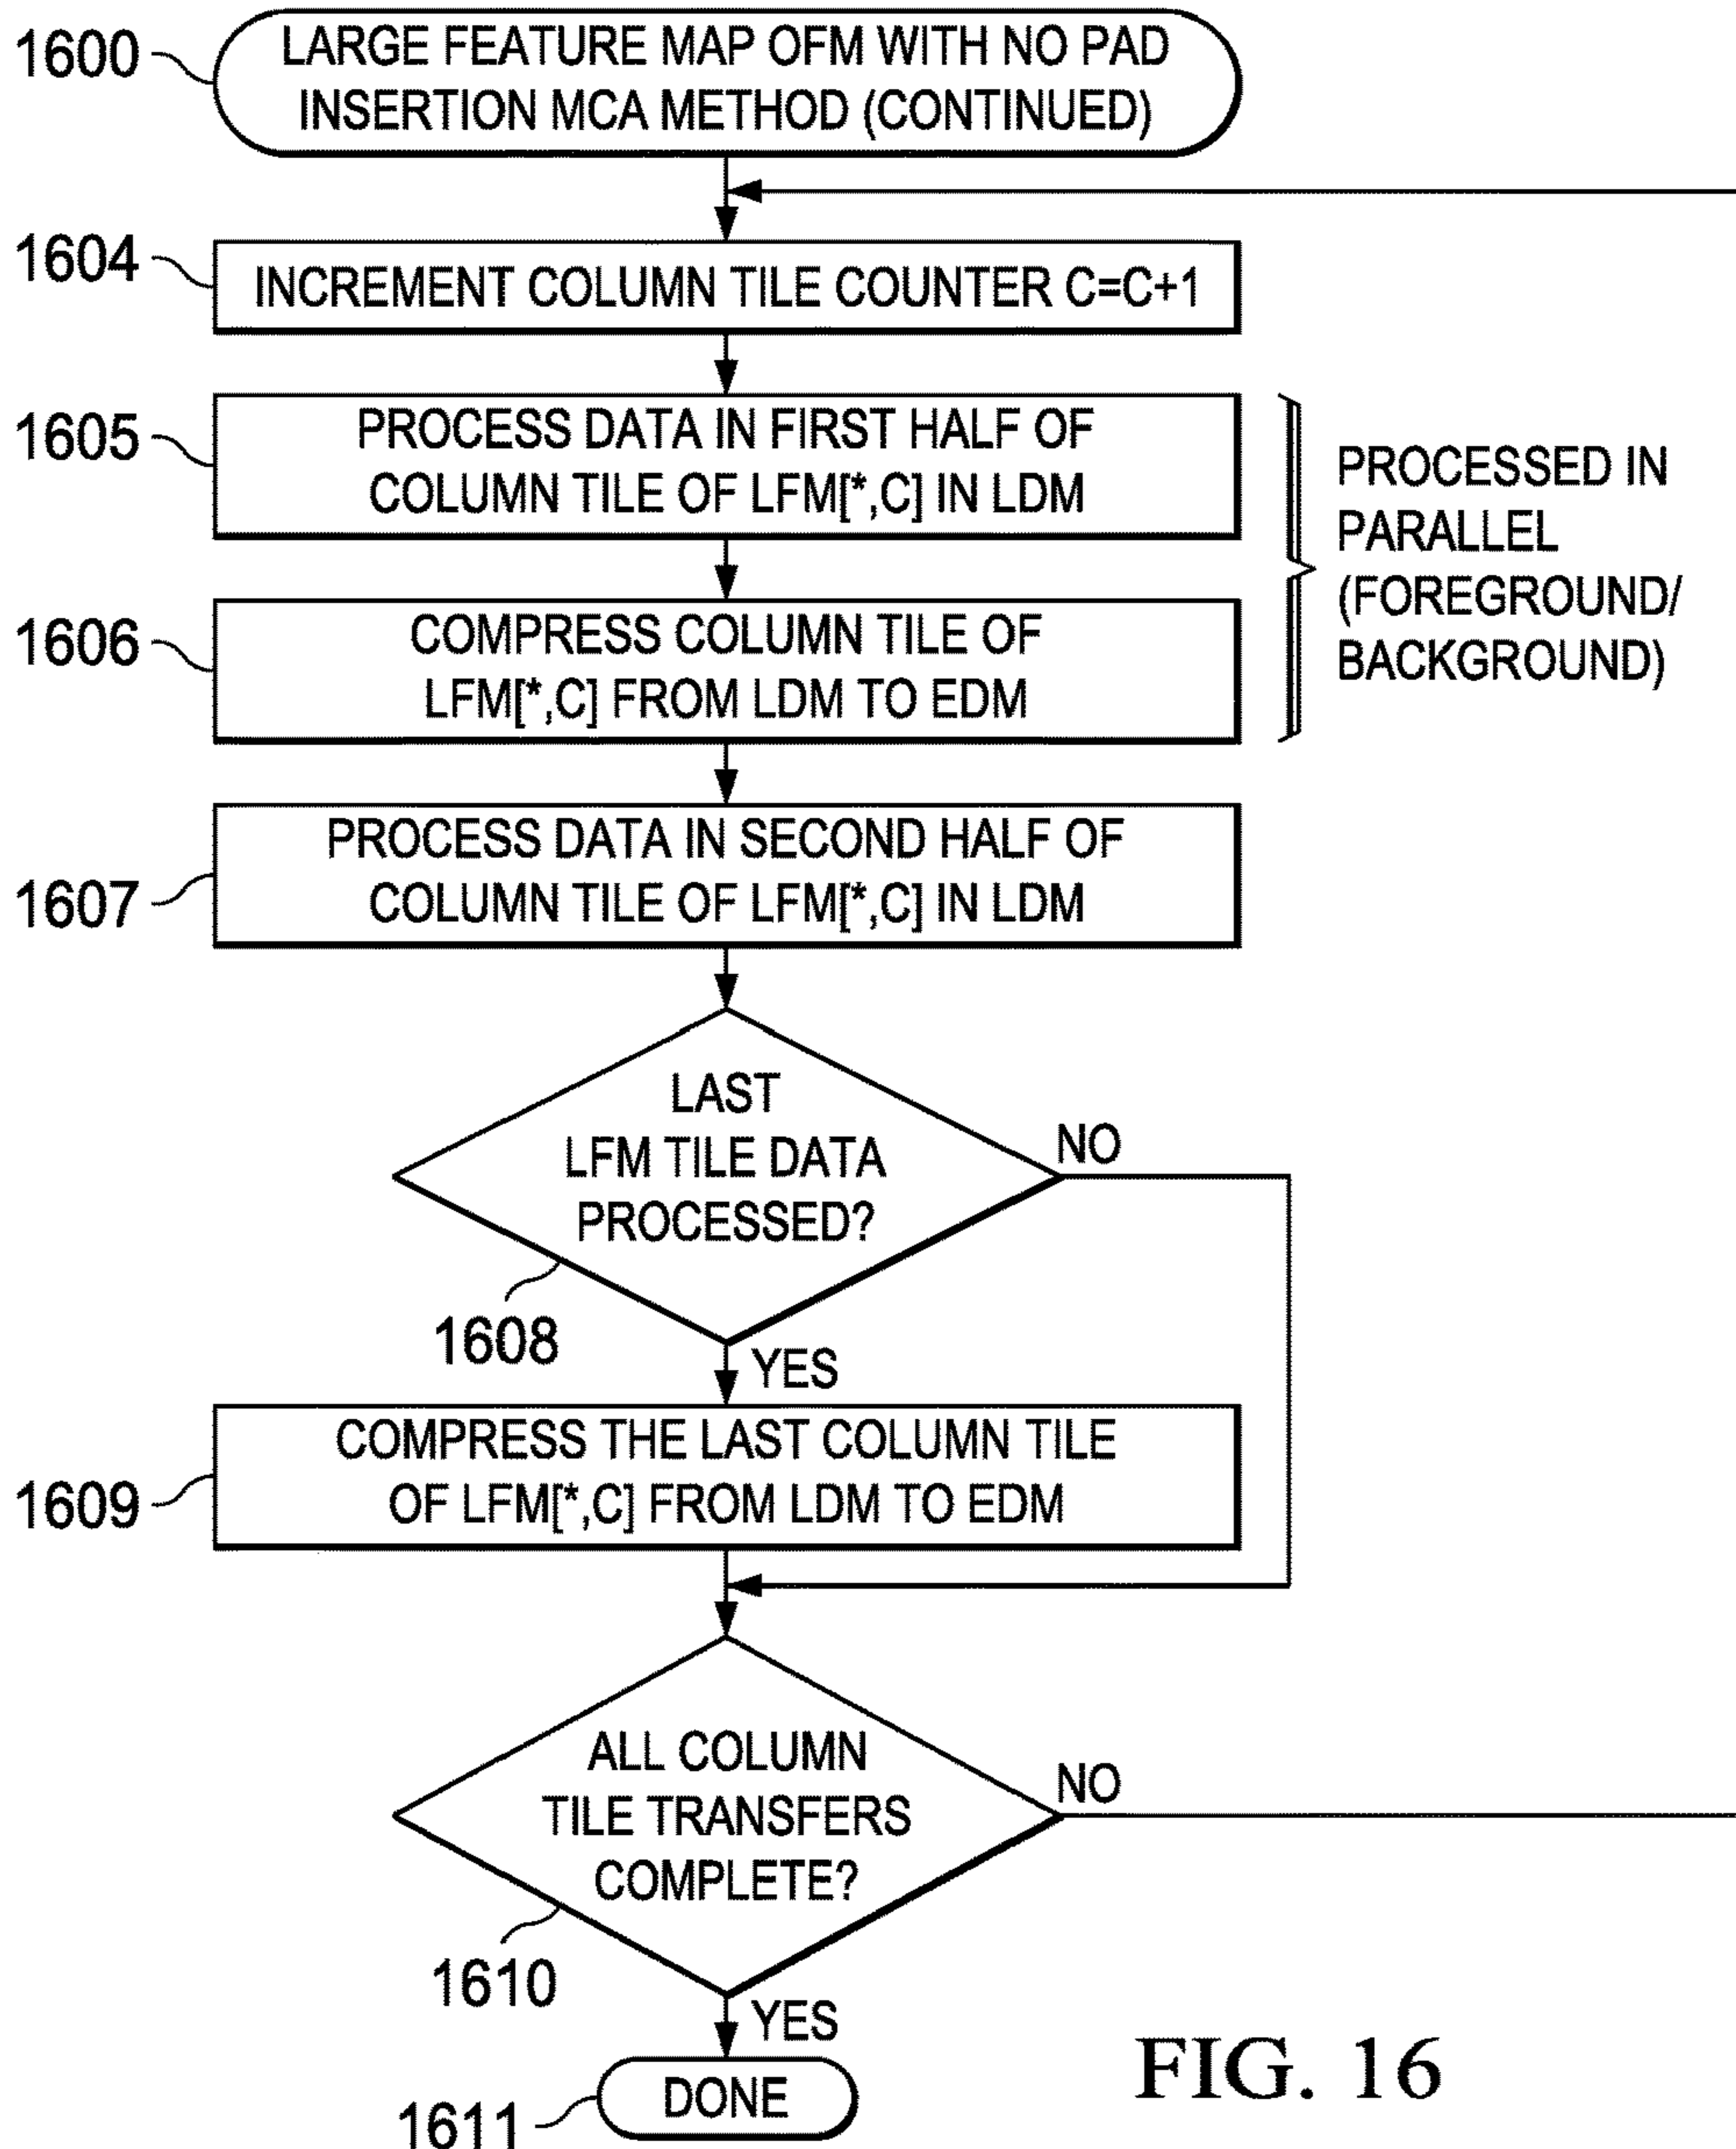 1600
LARGE FEATURE MAP OFM WITH NO PAD
INSERTION MCA METHOD (CONTINUED)
1604
INCREMENT COLUMN TILE COUNTER C=C+1
1605
PROCESS DATA IN FIRST HALF OF
COLUMN TILE OF LFM[*,C] IN LDM
PROCESSED IN
PARALLEL
(FOREGROUND/
BACKGROUND)
1606
COMPRESS COLUMN TILE OF
LFM[*,C] FROM LDM TO EDM
1607
PROCESS DATA IN SECOND HALF OF
COLUMN TILE OF LFM[*,C] IN LDM
LAST
LFM TILE DATA
PROCESSED?
NO
1608
YES
1609
COMPRESS THE LAST COLUMN TILE
OF LFM[*,C] FROM LDM TO EDM
ALL COLUMN
TILE TRANSFERS
COMPLETE?
NO
1610
YES
1611
DONE
FIG. 16